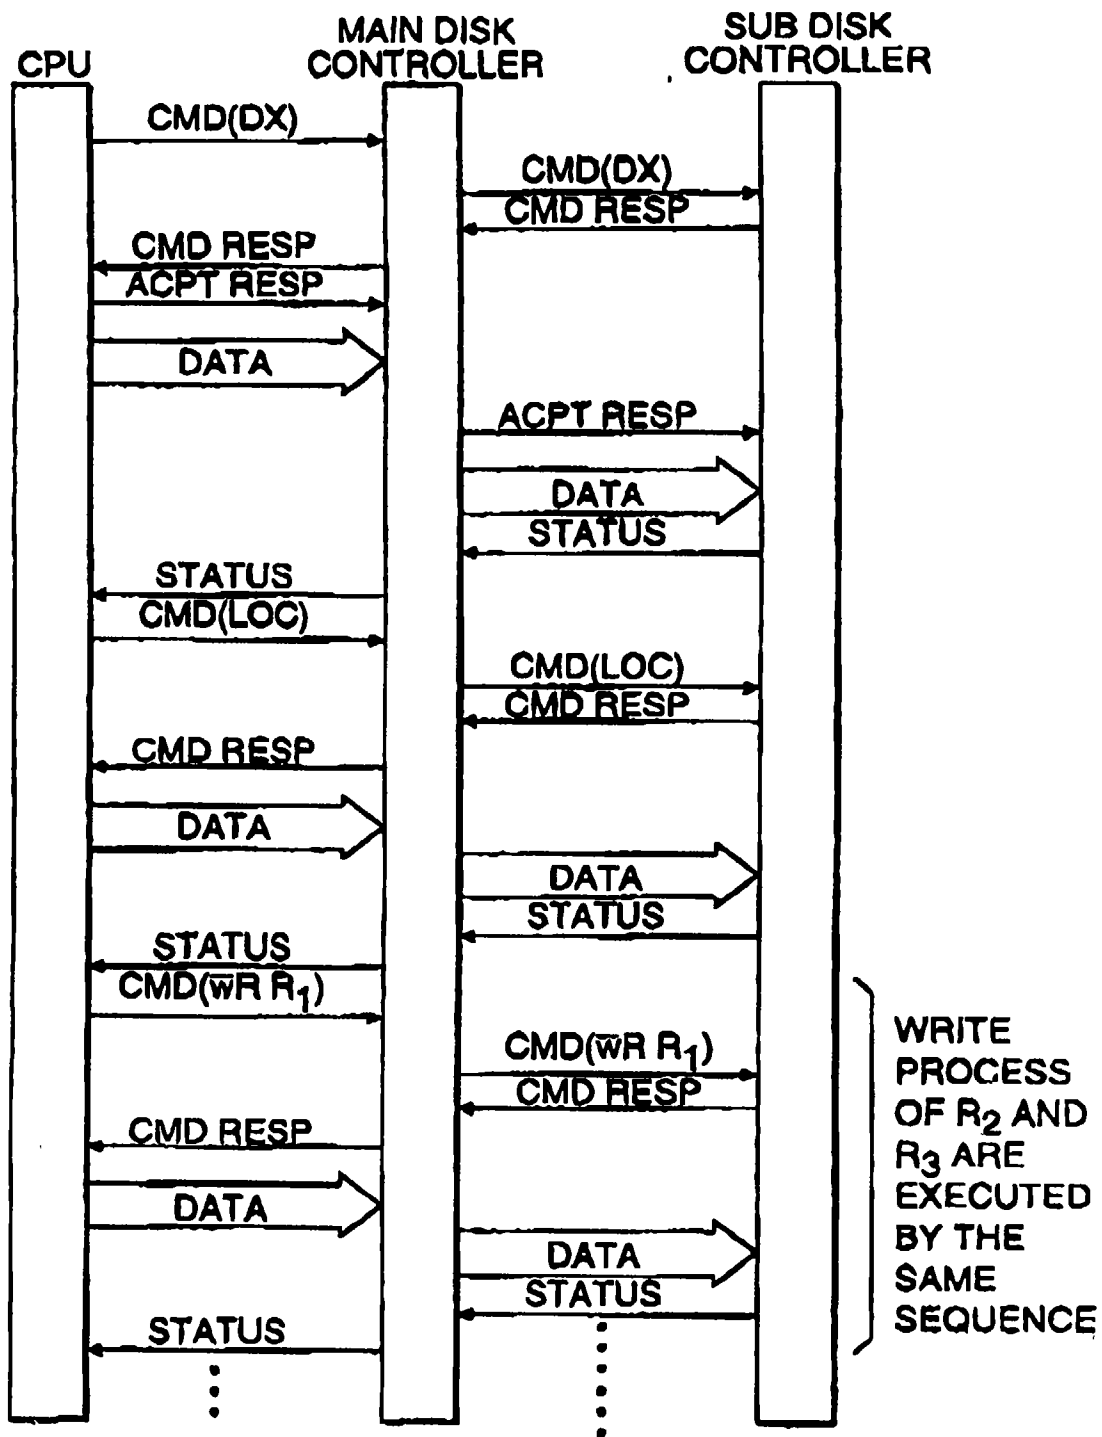 CPU
MAIN DISK
CONTROLLER
SUB DISK
CONTROLLER
CMD(DX)
CMD(DX)
CMD RESP
CMD RESP
ACPT RESP
DATA
ACPT RESP
DATA
STATUS
STATUS
CMD(LOC)
CMD(LOC)
CMD RESP
CMD RESP
DATA
DATA
STATUS
STATUS
CMD(w̅R R₁)
CMD(w̅R R₁)
CMD RESP
CMD RESP
DATA
DATA
STATUS
STATUS
WRITE
PROCESS
OF R₂ AND
R₃ ARE
EXECUTED
BY THE
SAME
SEQUENCE